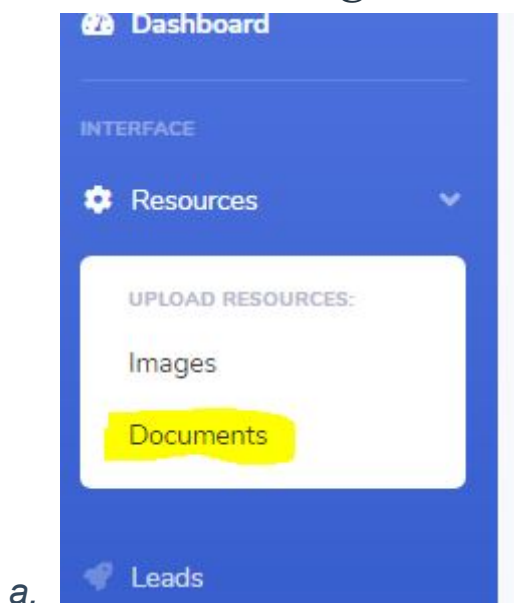 Dashboard
INTERFACE
Resources
UPLOAD RESOURCES:
Images
Documents
a.
Leads